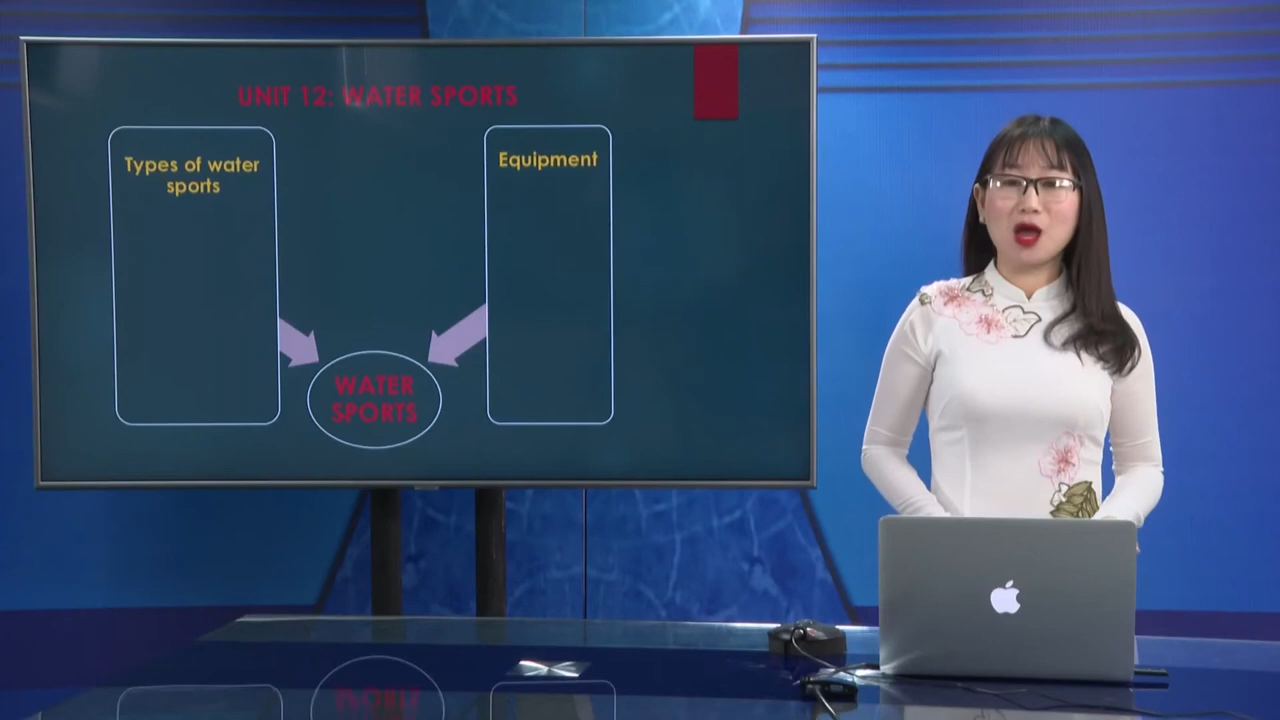 UNIT 12: WATER SPORTS
Types of water
sports
Equipment
WATER
SPORTS